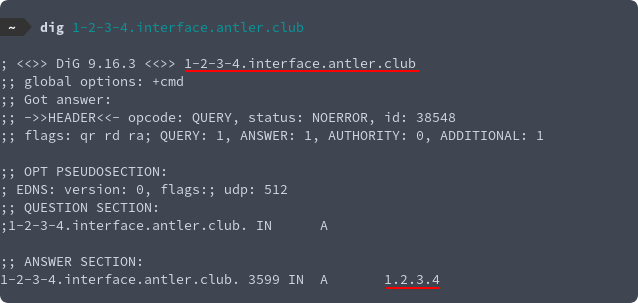 ~ dig 1-2-3-4.interface.antler.club
; <<>> DiG 9.16.3 <<>> 1-2-3-4.interface.antler.club
;; global options: +cmd
;; Got answer:
;; ->>HEADER<<- opcode: QUERY, status: NOERROR, id: 38548
;; flags: qr rd ra; QUERY: 1, ANSWER: 1, AUTHORITY: 0, ADDITIONAL: 1
;; OPT PSEUDOSECTION:
; EDNS: version: 0, flags:; udp: 512
;; QUESTION SECTION:
;1-2-3-4.interface.antler.club. IN A
;; ANSWER SECTION:
1-2-3-4.interface.antler.club. 3599 IN A 1.2.3.4